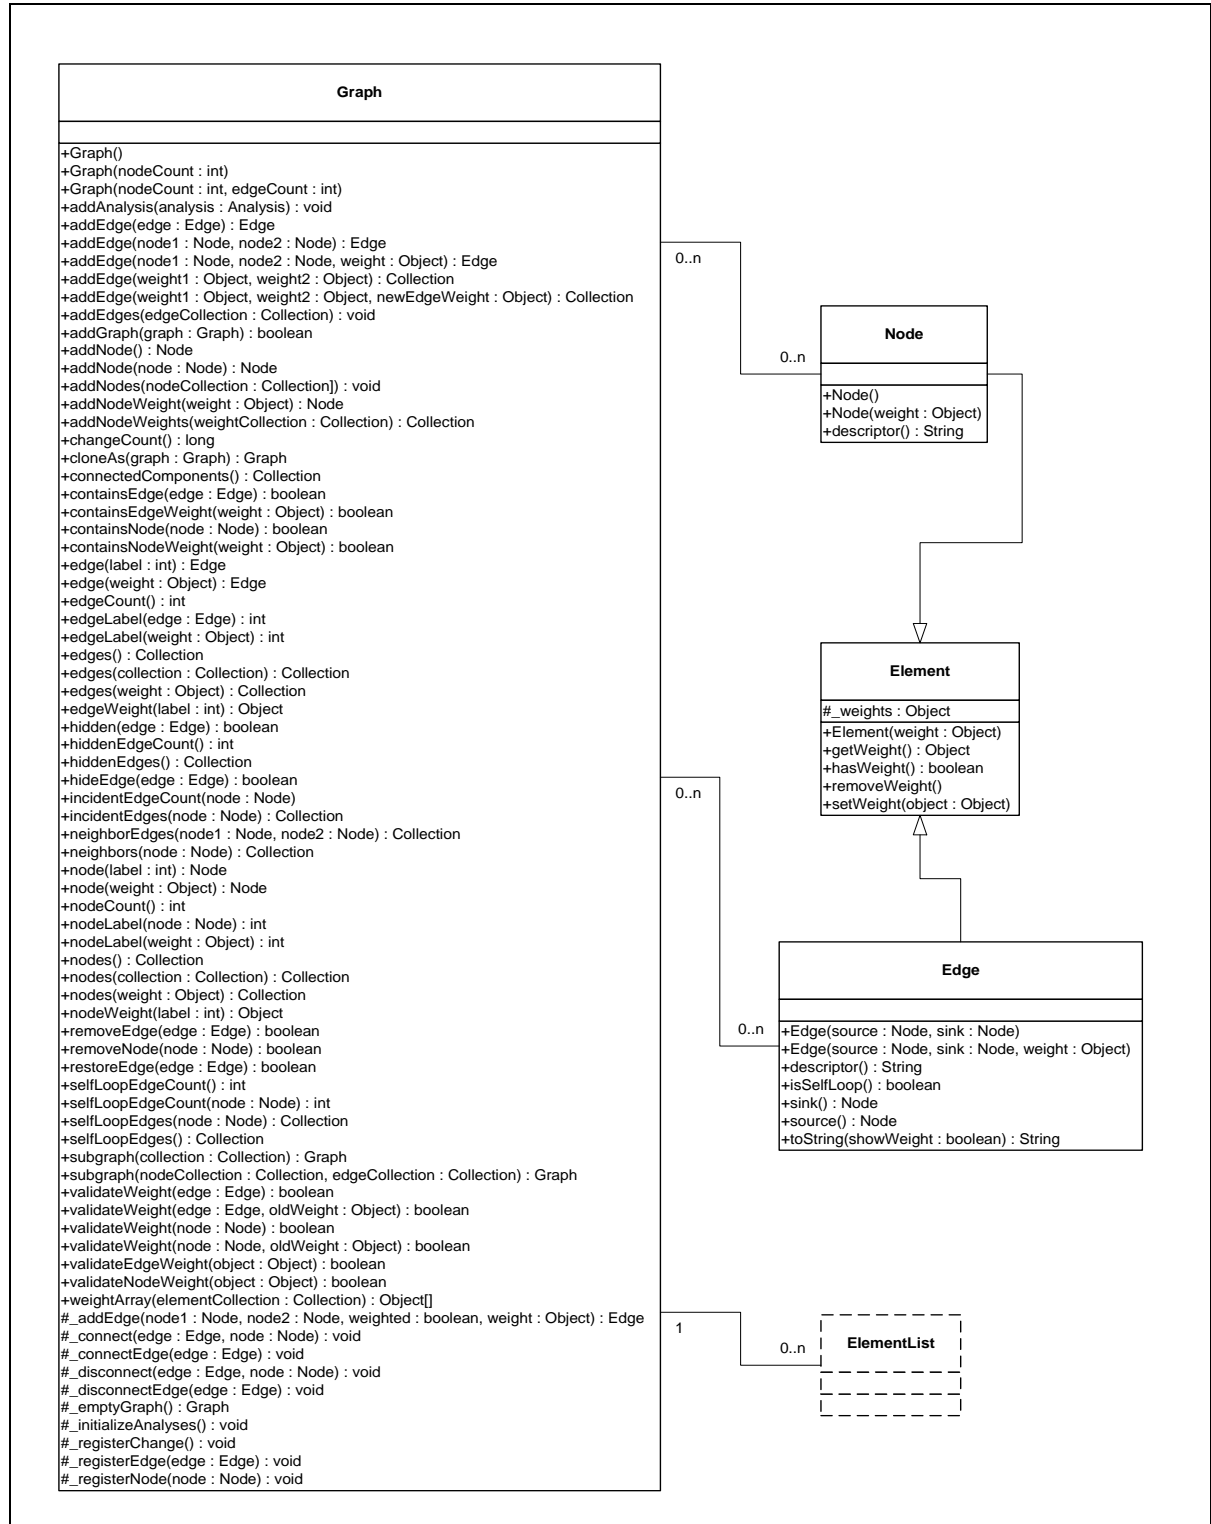 Graph
+Graph()
+Graph(nodeCount : int)
+Graph(nodeCount : int, edgeCount : int)
+addAnalysis(analysis : Analysis) : void
+addEdge(edge : Edge) : Edge
+addEdge(node1 : Node, node2 : Node) : Edge
+addEdge(node1 : Node, node2 : Node, weight : Object) : Edge
+addEdge(weight1 : Object, weight2 : Object) : Collection
+addEdge(weight1 : Object, weight2 : Object, newEdgeWeight : Object) : Collection
+addEdges(edgeCollection : Collection) : void
+addGraph(graph : Graph) : boolean
+addNode() : Node
+addNode(node : Node) : Node
+addNodes(nodeCollection : Collection]) : void
+addNodeWeight(weight : Object) : Node
+addNodeWeights(weightCollection : Collection) : Collection
+changeCount() : long
+cloneAs(graph : Graph) : Graph
+connectedComponents() : Collection
+containsEdge(edge : Edge) : boolean
+containsEdgeWeight(weight : Object) : boolean
+containsNode(node : Node) : boolean
+containsNodeWeight(weight : Object) : boolean
+edge(label : int) : Edge
+edge(weight : Object) : Edge
+edgeCount() : int
+edgeLabel(edge : Edge) : int
+edgeLabel(weight : Object) : int
+edges() : Collection
+edges(collection : Collection) : Collection
+edges(weight : Object) : Collection
+edgeWeight(label : int) : Object
+hidden(edge : Edge) : boolean
+hiddenEdgeCount() : int
+hiddenEdges() : Collection
+hideEdge(edge : Edge) : boolean
+incidentEdgeCount(node : Node)
+incidentEdges(node : Node) : Collection
+neighborEdges(node1 : Node, node2 : Node) : Collection
+neighbors(node : Node) : Collection
+node(label : int) : Node
+node(weight : Object) : Node
+nodeCount() : int
+nodeLabel(node : Node) : int
+nodeLabel(weight : Object) : int
+nodes() : Collection
+nodes(collection : Collection) : Collection
+nodes(weight : Object) : Collection
+nodeWeight(label : int) : Object
+removeEdge(edge : Edge) : boolean
+removeNode(node : Node) : boolean
+restoreEdge(edge : Edge) : boolean
+selfLoopEdgeCount() : int
+selfLoopEdgeCount(node : Node) : int
+selfLoopEdges(node : Node) : Collection
+selfLoopEdges() : Collection
+subgraph(collection : Collection) : Graph
+subgraph(nodeCollection : Collection, edgeCollection : Collection) : Graph
+validateWeight(edge : Edge) : boolean
+validateWeight(edge : Edge, oldWeight : Object) : boolean
+validateWeight(node : Node) : boolean
+validateWeight(node : Node, oldWeight : Object) : boolean
+validateEdgeWeight(object : Object) : boolean
+validateNodeWeight(object : Object) : boolean
+weightArray(elementCollection : Collection) : Object[]
#_addEdge(node1 : Node, node2 : Node, weighted : boolean, weight : Object) : Edge
#_connect(edge : Edge, node : Node) : void
#_connectEdge(edge : Edge) : void
#_disconnect(edge : Edge, node : Node) : void
#_disconnectEdge(edge : Edge) : void
#_emptyGraph() : Graph
#_initializeAnalyses() : void
#_registerChange() : void
#_registerEdge(edge : Edge) : void
#_registerNode(node : Node) : void
0..n
0..n
Node
+Node()
+Node(weight : Object)
+descriptor() : String
Element
#_weights : Object
+Element(weight : Object)
+getWeight() : Object
+hasWeight() : boolean
+removeWeight()
+setWeight(object : Object)
0..n
0..n
Edge
+Edge(source : Node, sink : Node)
+Edge(source : Node, sink : Node, weight : Object)
+descriptor() : String
+isSelfLoop() : boolean
+sink() : Node
+source() : Node
+toString(showWeight : boolean) : String
1
0..n
ElementList